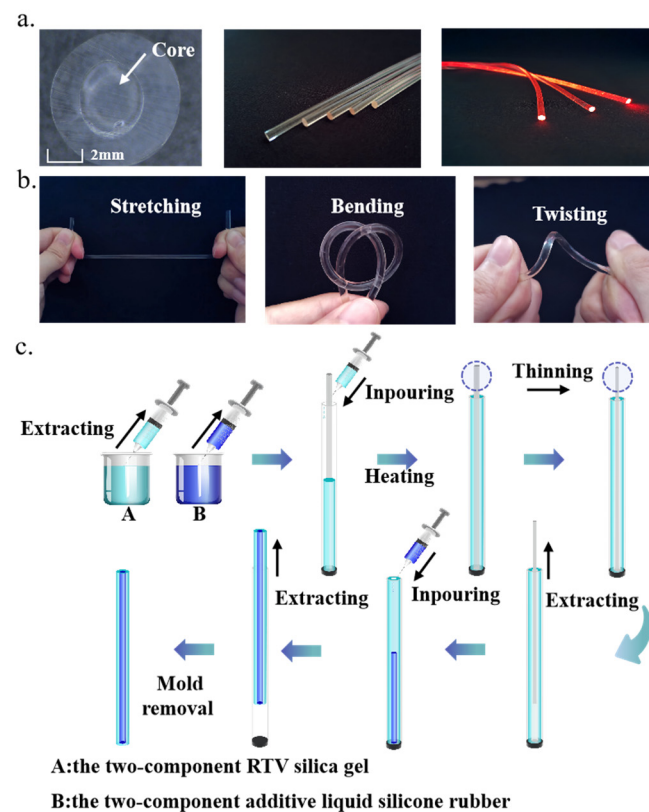 a.
Core
2mm
b.
Stretching
Bending
Twisting
c.
Extracting
A
B
Inpouring
Heating
Thinning
Extracting
Inpouring
Extracting
Mold
removal
A:the two-component RTV silica gel
B:the two-component additive liquid silicone rubber